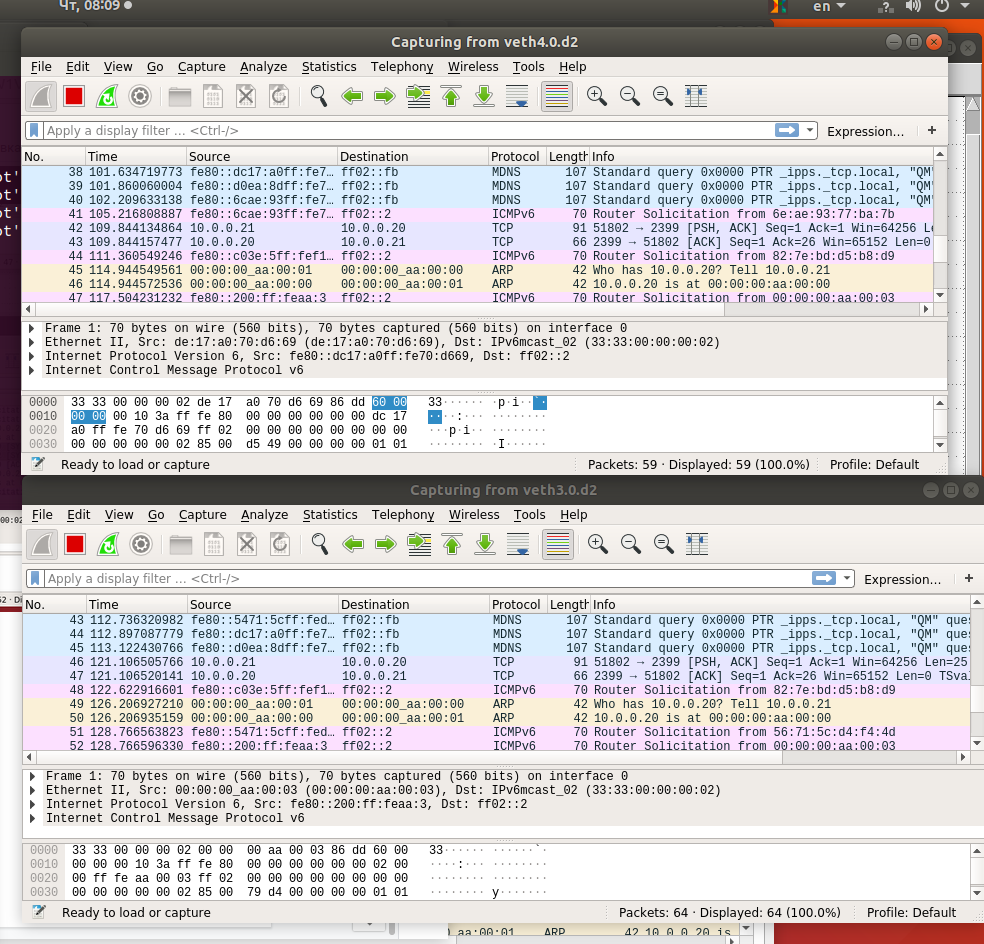 Чт, 08:09 ●
en
Capturing from veth4.0.d2
File Edit View Go Capture Analyze Statistics Telephony Wireless Tools Help
Apply a display filter ... <Ctrl-/> Expression... +
No. Time Source Destination Protocol Length Info
38 101.634719773 fe80::dc17:a0ff:fe7… ff02::fb MDNS 107 Standard query 0x0000 PTR _ipps._tcp.local, "QM"
39 101.860060004 fe80::d0ea:8dff:fe7… ff02::fb MDNS 107 Standard query 0x0000 PTR _ipps._tcp.local, "QM"
40 102.209633138 fe80::6cae:93ff:fe7… ff02::fb MDNS 107 Standard query 0x0000 PTR _ipps._tcp.local, "QM"
41 105.216808887 fe80::6cae:93ff:fe7… ff02::2 ICMPv6 70 Router Solicitation from 6e:ae:93:77:ba:7b
42 109.844134864 10.0.0.21 10.0.0.20 TCP 91 51802 → 2399 [PSH, ACK] Seq=1 Ack=1 Win=64256 Le
43 109.844157477 10.0.0.20 10.0.0.21 TCP 66 2399 → 51802 [ACK] Seq=1 Ack=26 Win=65152 Len=0
44 111.360549246 fe80::c03e:5ff:fef1… ff02::2 ICMPv6 70 Router Solicitation from 82:7e:bd:d5:b8:d9
45 114.944549561 00:00:00_aa:00:01 00:00:00_aa:00:00 ARP 42 Who has 10.0.0.20? Tell 10.0.0.21
46 114.944572536 00:00:00_aa:00:00 00:00:00_aa:00:01 ARP 42 10.0.0.20 is at 00:00:00:aa:00:00
47 117.504231232 fe80::200:ff:feaa:3 ff02::2 ICMPv6 70 Router Solicitation from 00:00:00:aa:00:03
Frame 1: 70 bytes on wire (560 bits), 70 bytes captured (560 bits) on interface 0
Ethernet II, Src: de:17:a0:70:d6:69 (de:17:a0:70:d6:69), Dst: IPv6mcast_02 (33:33:00:00:00:02)
Internet Protocol Version 6, Src: fe80::dc17:a0ff:fe70:d669, Dst: ff02::2
Internet Control Message Protocol v6
0000 33 33 00 00 00 02 de 17 a0 70 d6 69 86 dd 60 00 33······ ·p·i··`·
0010 00 00 00 10 3a ff fe 80 00 00 00 00 00 00 dc 17 ····:··· ········
0020 a0 ff fe 70 d6 69 ff 02 00 00 00 00 00 00 00 00 ···p·i·· ········
0030 00 00 00 00 00 02 85 00 d5 49 00 00 00 00 01 01 ········ ·I······
Ready to load or capture Packets: 59 · Displayed: 59 (100.0%) Profile: Default
Capturing from veth3.0.d2
File Edit View Go Capture Analyze Statistics Telephony Wireless Tools Help
Apply a display filter ... <Ctrl-/> Expression... +
No. Time Source Destination Protocol Length Info
43 112.736320982 fe80::5471:5cff:fed… ff02::fb MDNS 107 Standard query 0x0000 PTR _ipps._tcp.local, "QM" ques
44 112.897087779 fe80::dc17:a0ff:fe7… ff02::fb MDNS 107 Standard query 0x0000 PTR _ipps._tcp.local, "QM" ques
45 113.122430766 fe80::d0ea:8dff:fe7… ff02::fb MDNS 107 Standard query 0x0000 PTR _ipps._tcp.local, "QM" ques
46 121.106505766 10.0.0.21 10.0.0.20 TCP 91 51802 → 2399 [PSH, ACK] Seq=1 Ack=1 Win=64256 Len=25
47 121.106520141 10.0.0.20 10.0.0.21 TCP 66 2399 → 51802 [ACK] Seq=1 Ack=26 Win=65152 Len=0 TSval
48 122.622916601 fe80::c03e:5ff:fef1… ff02::2 ICMPv6 70 Router Solicitation from 82:7e:bd:d5:b8:d9
49 126.206927210 00:00:00_aa:00:01 00:00:00_aa:00:00 ARP 42 Who has 10.0.0.20? Tell 10.0.0.21
50 126.206935159 00:00:00_aa:00:00 00:00:00_aa:00:01 ARP 42 10.0.0.20 is at 00:00:00:aa:00:00
51 128.766563823 fe80::5471:5cff:fed… ff02::2 ICMPv6 70 Router Solicitation from 56:71:5c:d4:f4:4d
52 128.766596330 fe80::200:ff:feaa:3 ff02::2 ICMPv6 70 Router Solicitation from 00:00:00:aa:00:03
Frame 1: 70 bytes on wire (560 bits), 70 bytes captured (560 bits) on interface 0
Ethernet II, Src: 00:00:00_aa:00:03 (00:00:00:aa:00:03), Dst: IPv6mcast_02 (33:33:00:00:00:02)
Internet Protocol Version 6, Src: fe80::200:ff:feaa:3, Dst: ff02::2
Internet Control Message Protocol v6
0000 33 33 00 00 00 02 00 00 00 aa 00 03 86 dd 60 00 33······ ······`·
0010 00 00 00 10 3a ff fe 80 00 00 00 00 00 00 02 00 ····:··· ········
0020 00 ff fe aa 00 03 ff 02 00 00 00 00 00 00 00 00 ········ ········
0030 00 00 00 00 00 02 85 00 79 d4 00 00 00 00 01 01 ········ y·······
Ready to load or capture Packets: 64 · Displayed: 64 (100.0%) Profile: Default
aa:00:01 ARP 42 10.0.0.20 is